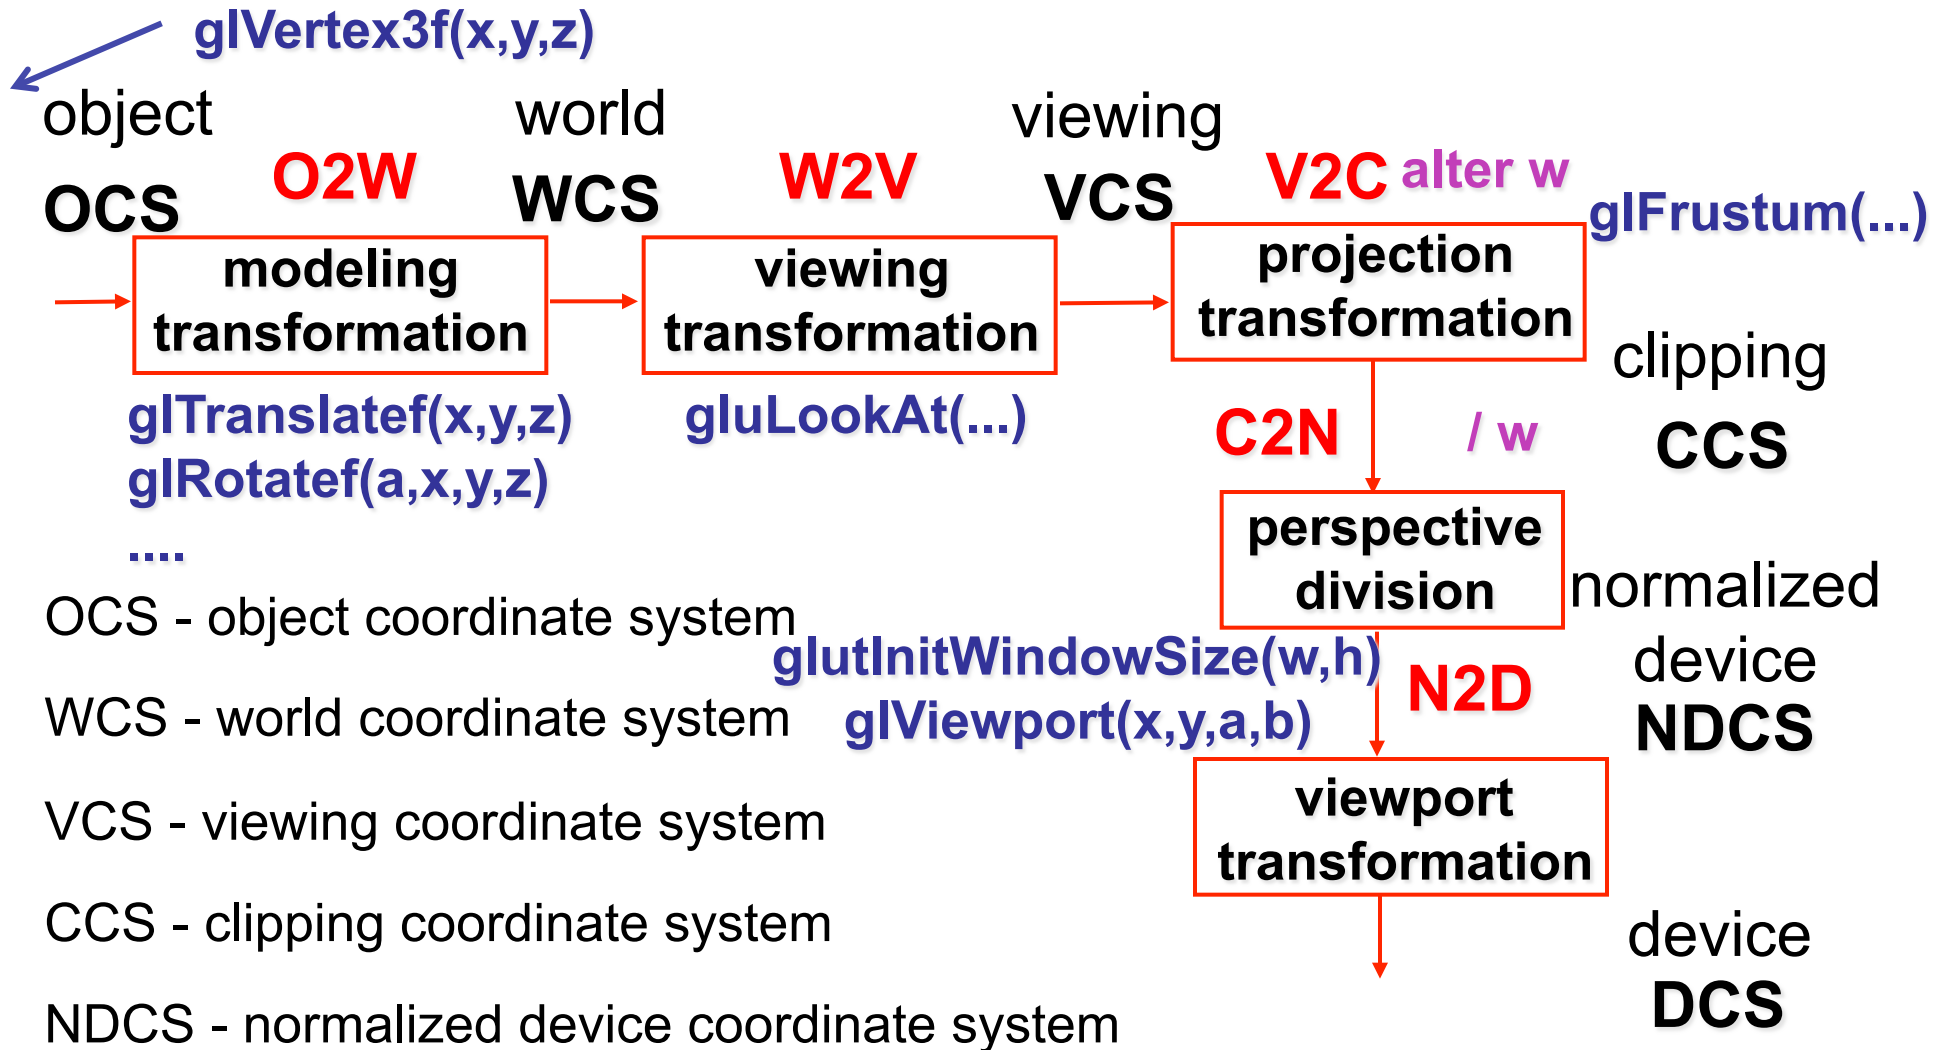 glVertex3f(x,y,z)
object
world
viewing
O2W
W2V
V2C alter w
OCS
WCS
VCS
glFrustum(...)
modeling
transformation
viewing
transformation
projection
transformation
clipping
CCS
glTranslatef(x,y,z)
glRotatef(a,x,y,z)
....
gluLookAt(...)
C2N
/ w
perspective
division
normalized
device
NDCS
OCS - object coordinate system
glutInitWindowSize(w,h)
glViewport(x,y,a,b)
N2D
WCS - world coordinate system
viewport
transformation
VCS - viewing coordinate system
CCS - clipping coordinate system
device
DCS
NDCS - normalized device coordinate system